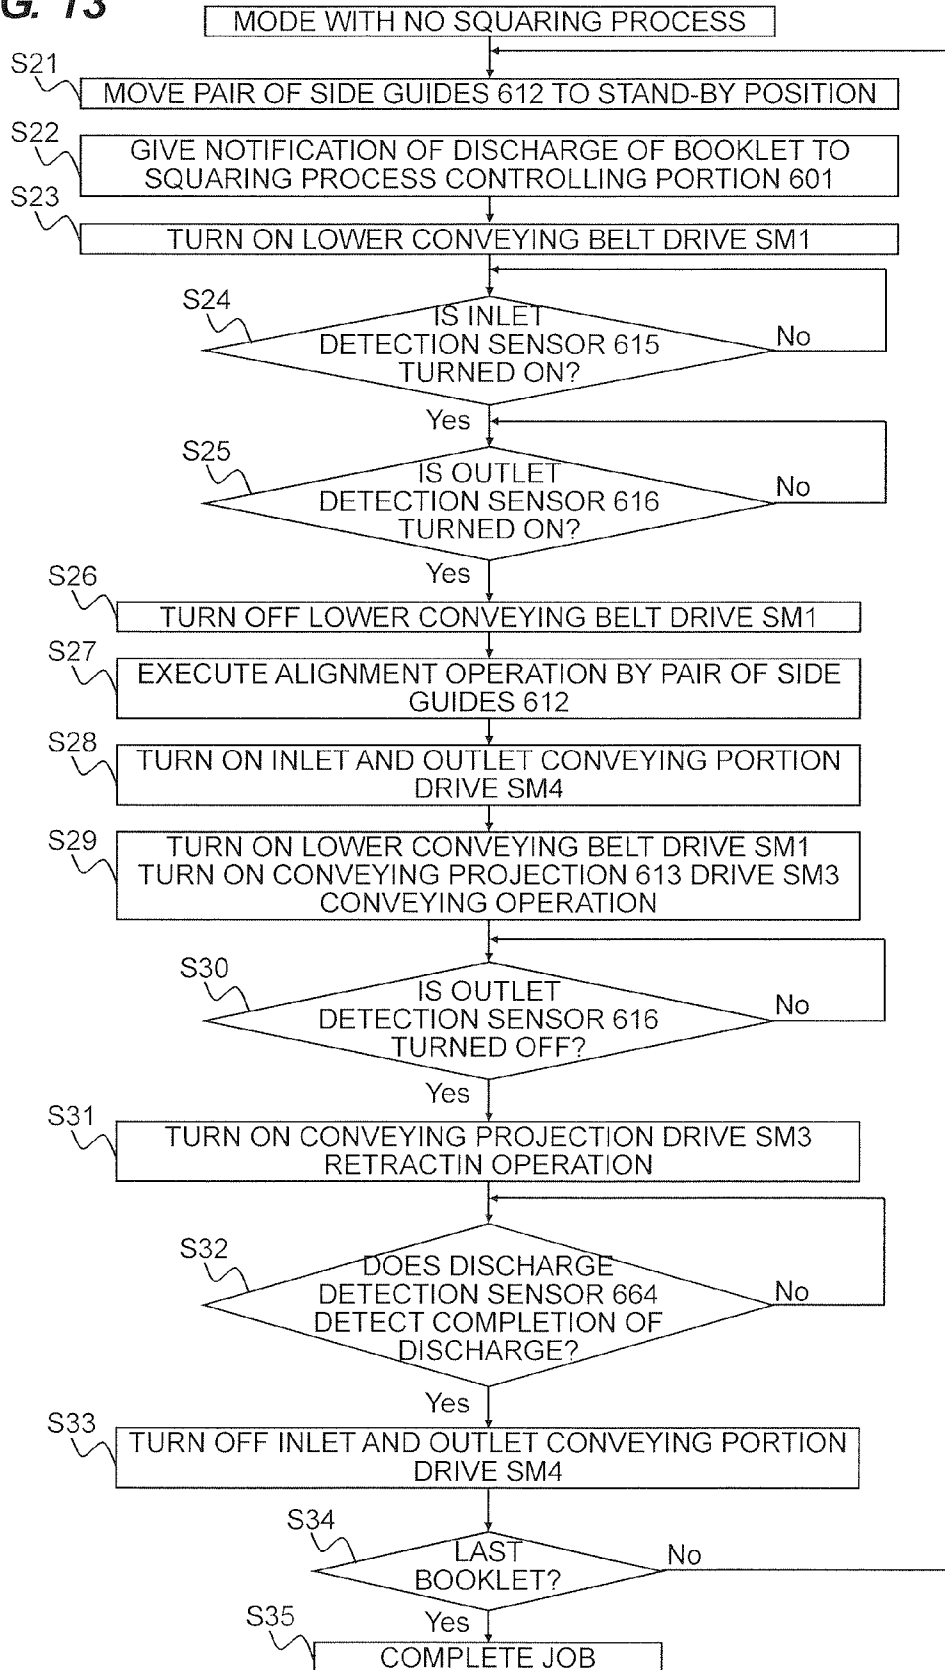 G. 13
MODE WITH NO SQUARING PROCESS
S21
MOVE PAIR OF SIDE GUIDES 612 TO STAND-BY POSITION
S22
GIVE NOTIFICATION OF DISCHARGE OF BOOKLET TO
SQUARING PROCESS CONTROLLING PORTION 601
S23
TURN ON LOWER CONVEYING BELT DRIVE SM1
S24
IS INLET
DETECTION SENSOR 615
TURNED ON?
No
Yes
S25
IS OUTLET
DETECTION SENSOR 616
TURNED ON?
No
Yes
S26
TURN OFF LOWER CONVEYING BELT DRIVE SM1
S27
EXECUTE ALIGNMENT OPERATION BY PAIR OF SIDE
GUIDES 612
S28
TURN ON INLET AND OUTLET CONVEYING PORTION
DRIVE SM4
S29
TURN ON LOWER CONVEYING BELT DRIVE SM1
TURN ON CONVEYING PROJECTION 613 DRIVE SM3
CONVEYING OPERATION
S30
IS OUTLET
DETECTION SENSOR 616
TURNED OFF?
No
Yes
S31
TURN ON CONVEYING PROJECTION DRIVE SM3
RETRACTIN OPERATION
S32
DOES DISCHARGE
DETECTION SENSOR 664
DETECT COMPLETION OF
DISCHARGE?
No
Yes
S33
TURN OFF INLET AND OUTLET CONVEYING PORTION
DRIVE SM4
S34
LAST
BOOKLET?
No
Yes
S35
COMPLETE JOB